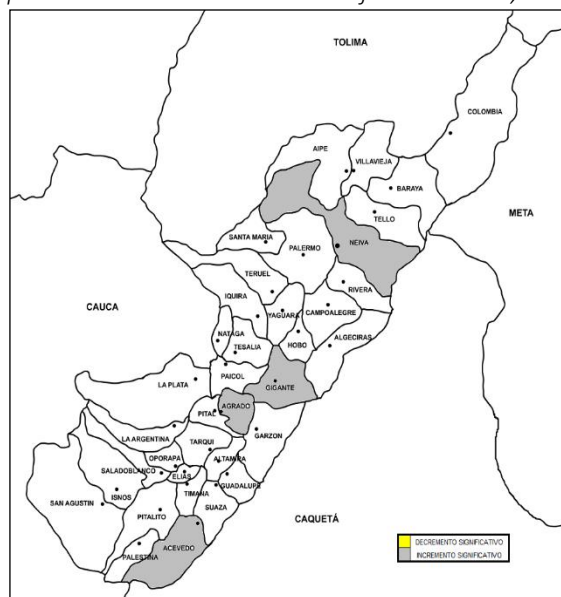 TOLIMA
COLOMBIA
AIPE
VILLAVIEJA
BARAYA
TELLO
META
SANTA MARIA
NEIVA
PALERMO
TERUEL
RIVERA
CAUCA
IQUIRA
YAGUARA
CAMPOALEGRE
NATAGA
HOBO
ALGECIRAS
TESALIA
PAICOL
LA PLATA
GIGANTE
PITAL
AGRADO
LA ARGENTINA
GARZON
TARQUI
OPORAPA
ALTAMIRA
SALADOBLANCO
ELIAS
GUADALUPE
ISNOS
TIMANA
SAN AGUSTIN
SUAZA
PITALITO
CAQUETÁ
ACEVEDO
PALESTINA
DECREMENTO SIGNIFICATIVO
INCREMENTO SIGNIFICATIVO